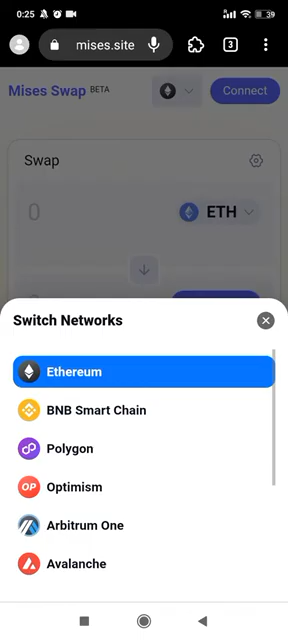 0:25
39
mises.site
3
Mises Swap BETA
Connect
Swap
0
ETH
Switch Networks
Ethereum
BNB Smart Chain
Polygon
OP Optimism
Arbitrum One
Avalanche